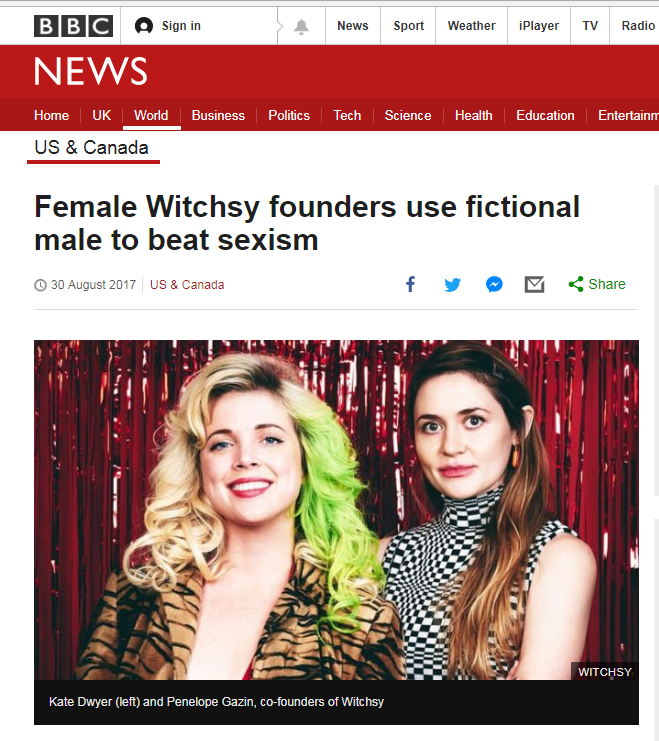 BBC Sign in News Sport Weather iPlayer TV Radio
NEWS
Home UK World Business Politics Tech Science Health Education Entertainm
US & Canada
Female Witchsy founders use fictional
male to beat sexism
30 August 2017 US & Canada Share
WITCHSY
Kate Dwyer (left) and Penelope Gazin, co-founders of Witchsy